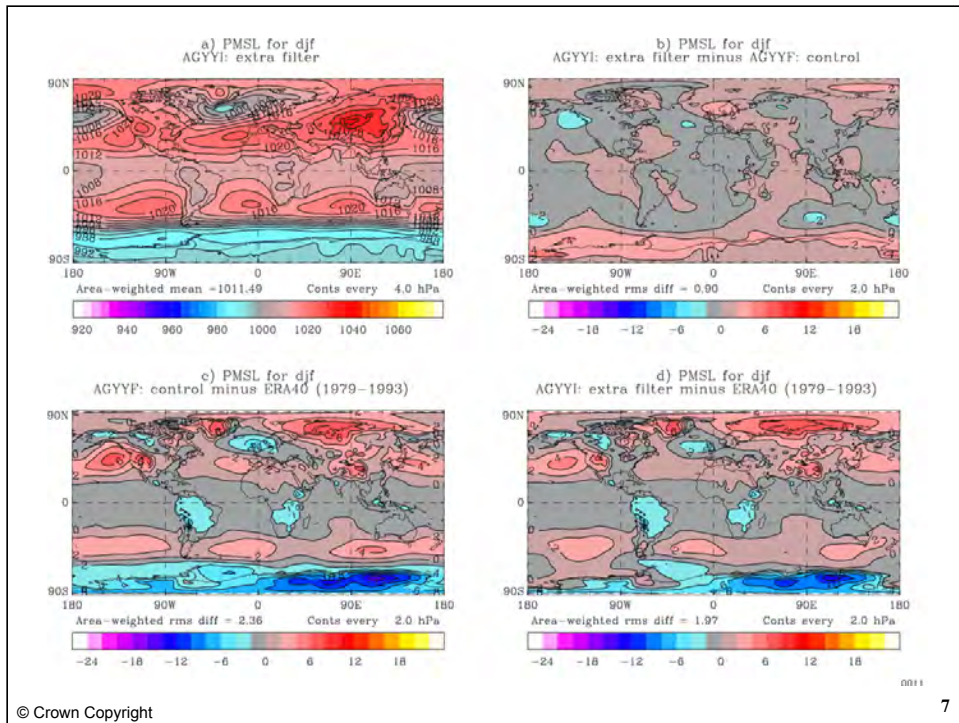 a) PMSL for djf
AGYYI: extra filter
90N
0
90S
180 90W 0 90E 180
Area-weighted mean =1011.49 Conts every 4.0 hPa
920 940 960 980 1000 1020 1040 1060
b) PMSL for djf
AGYYI: extra filter minus AGYYF: control
90N
0
90S
180 90W 0 90E 180
Area-weighted rms diff = 0.90 Conts every 2.0 hPa
-24 -18 -12 -6 0 6 12 18
c) PMSL for djf
AGYYF: control minus ERA40 (1979-1993)
90N
0
90S
180 90W 0 90E 180
Area-weighted rms diff = 2.36 Conts every 2.0 hPa
-24 -18 -12 -6 0 6 12 18
d) PMSL for djf
AGYYI: extra filter minus ERA40 (1979-1993)
90N
0
90S
180 90W 0 90E 180
Area-weighted rms diff = 1.97 Conts every 2.0 hPa
-24 -18 -12 -6 0 6 12 18
0011
© Crown Copyright
7